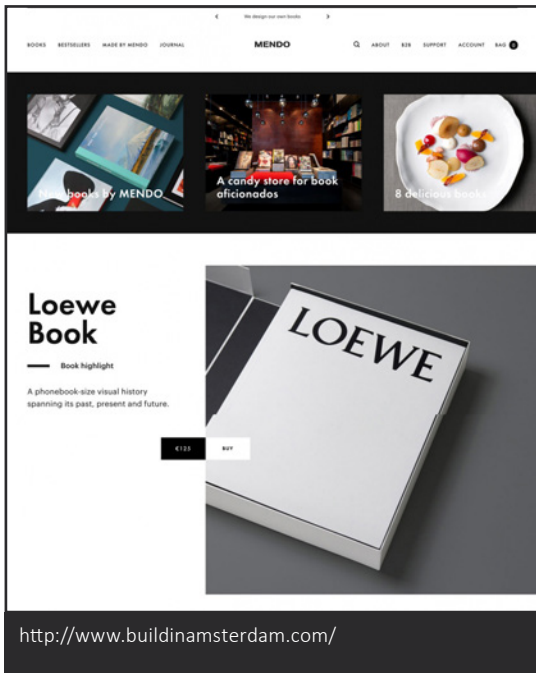 We design our own books
BOOKS BESTSELLERS MADE BY MENDO JOURNAL MENDO ABOUT B2B SUPPORT ACCOUNT BAG 0
New books by MENDO
A candy store for book
aficionados
8 delicious books
Loewe
Book
Book highlight
A phonebook-size visual history
spanning its past, present and future.
€125 BUY
LOEWE
http://www.buildinamsterdam.com/